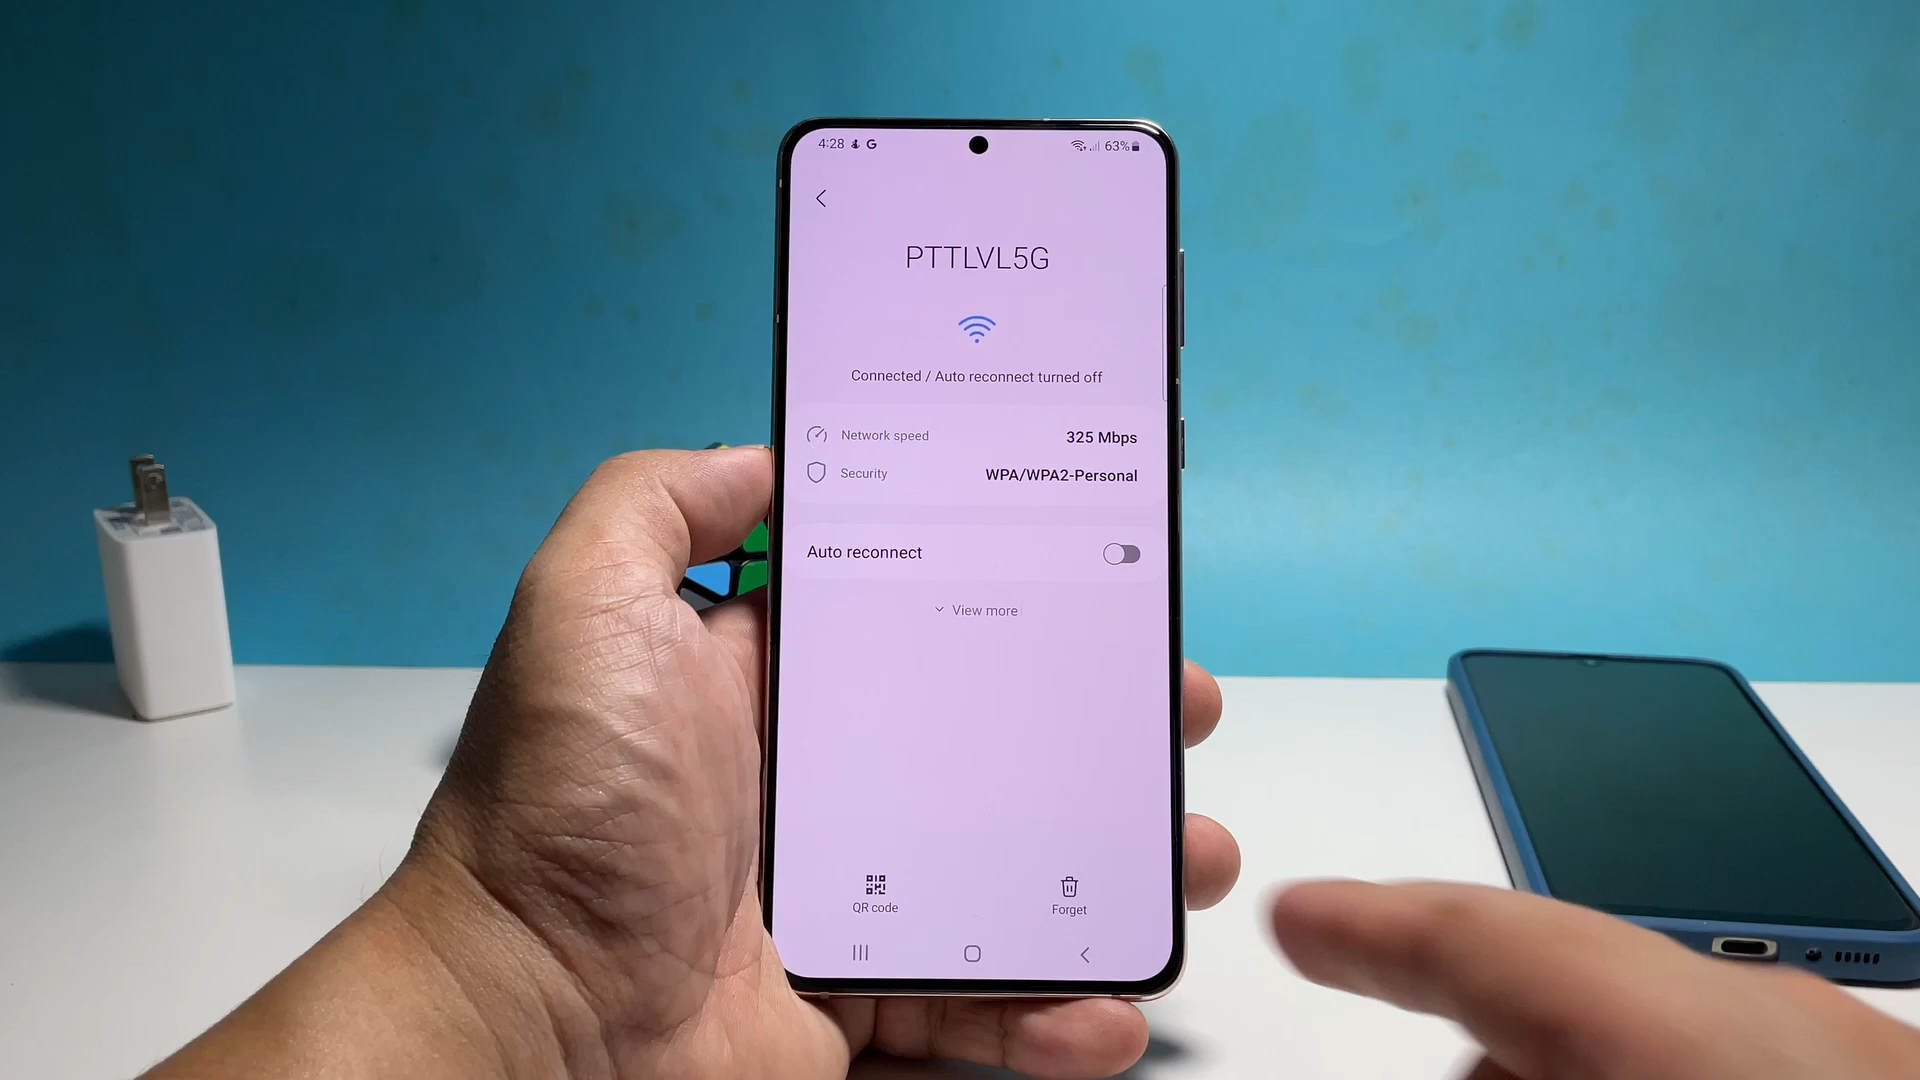 4:28 G 63%
PTTLVL5G
Connected / Auto reconnect turned off
Network speed 325 Mbps
Security WPA/WPA2-Personal
Auto reconnect
View more
QR code Forget